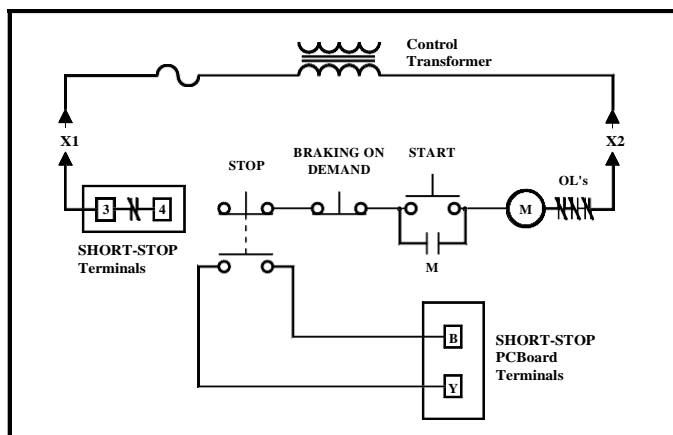 Control
Transformer
X1
X2
STOP
BRAKING ON
DEMAND
START
OL's
3
4
M
SHORT-STOP
Terminals
M
B
SHORT-STOP
PCBoard
Terminals
Y